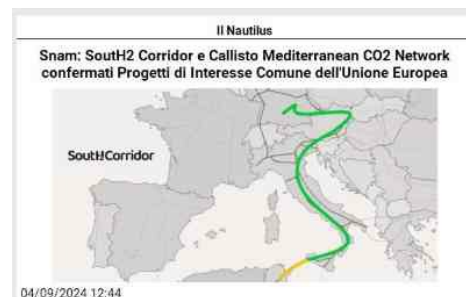 Il Nautilus
Snam: SoutH2 Corridor e Callisto Mediterranean CO2 Network
confermati Progetti di Interesse Comune dell'Unione Europea
SoutH2Corridor
04/09/2024 12:44